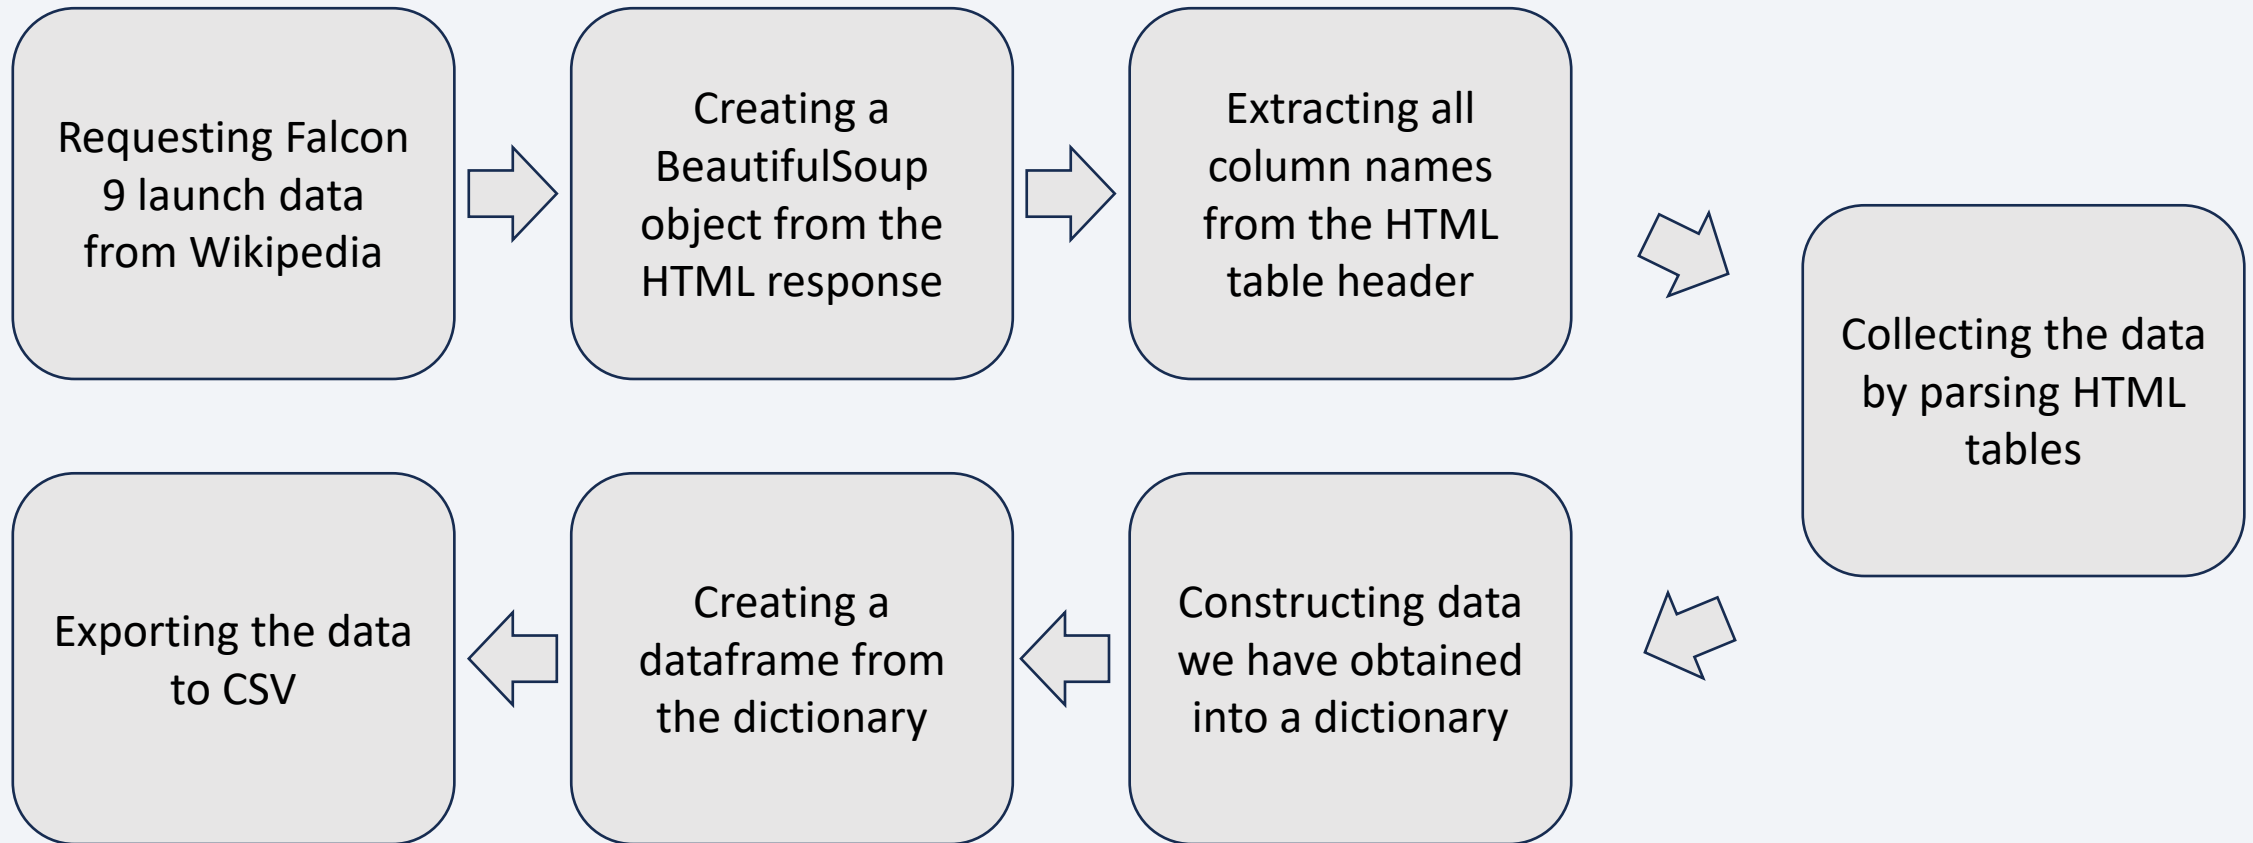 Requesting Falcon
9 launch data
from Wikipedia
Creating a
BeautifulSoup
object from the
HTML response
Extracting all
column names
from the HTML
table header
Collecting the data
by parsing HTML
tables
Constructing data
we have obtained
into a dictionary
Creating a
dataframe from
the dictionary
Exporting the data
to CSV